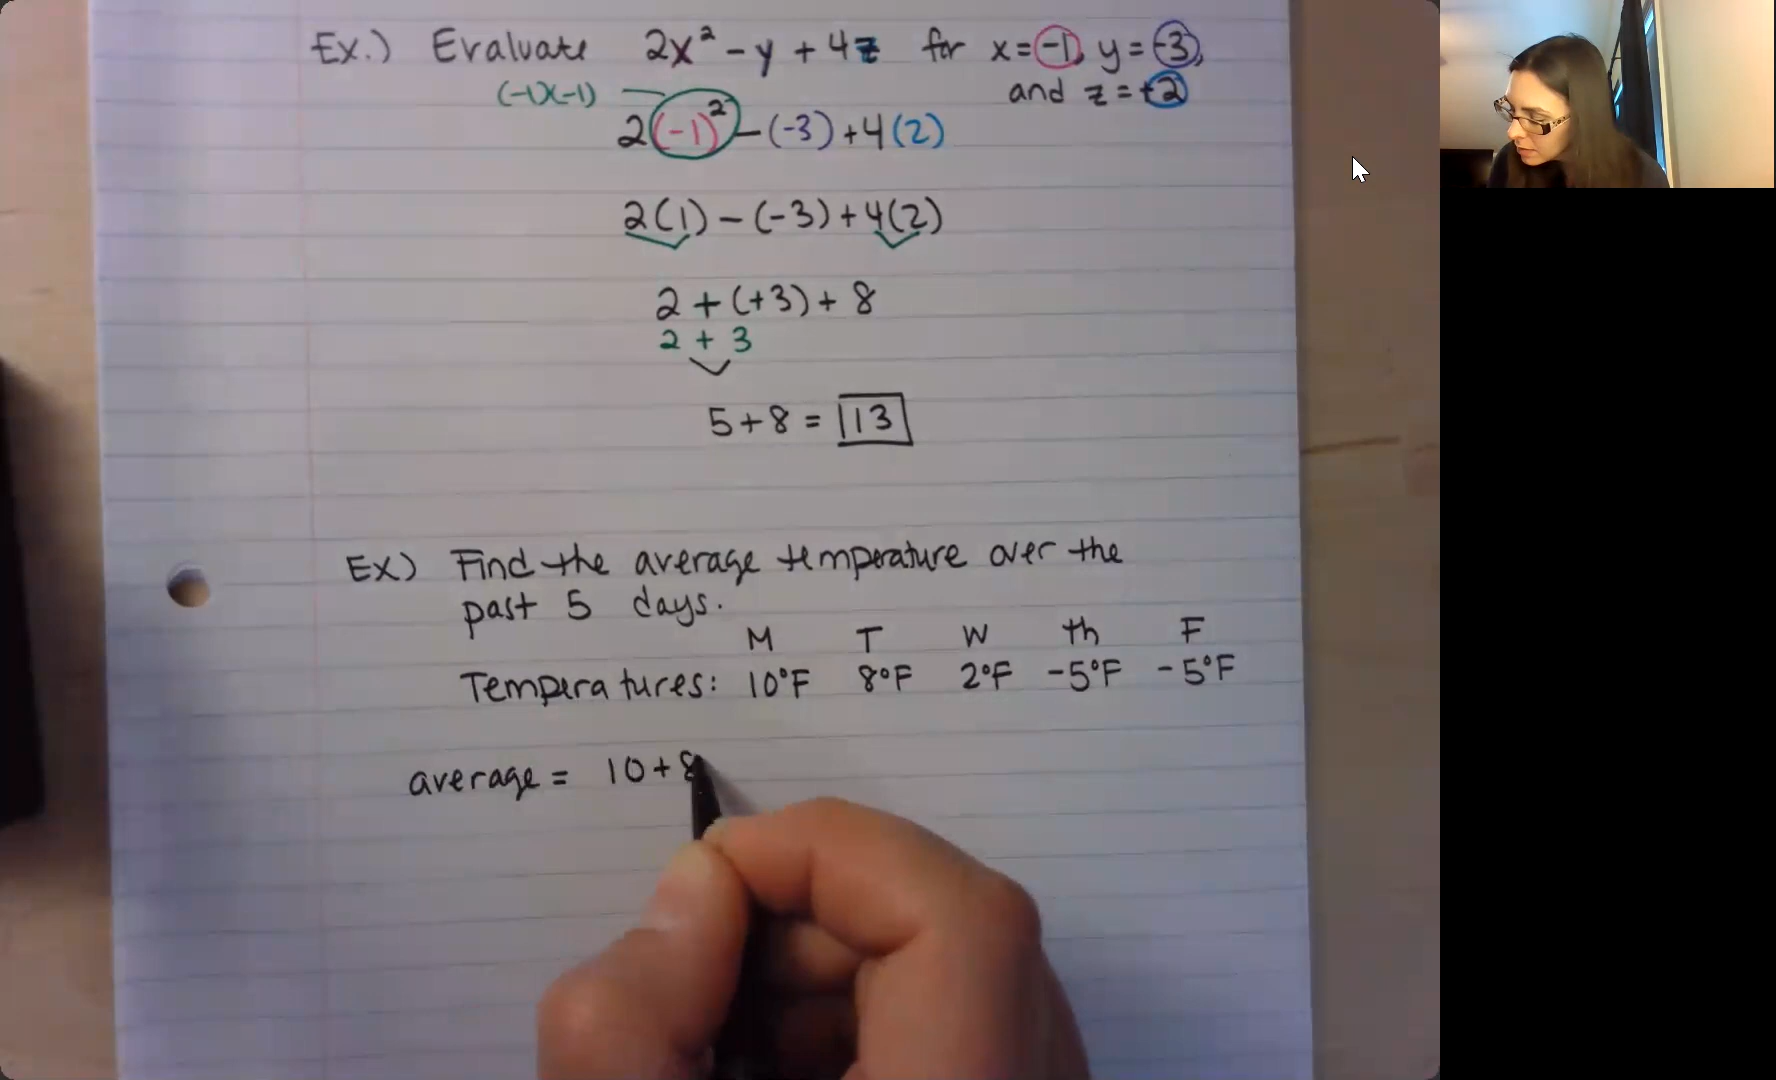 Ex.) Evaluate 2x² - y + 4z for x = -1, y = -3,
and z = +2
(-1)(-1)
2(-1)² - (-3) + 4(2)
2(1) - (-3) + 4(2)
2 + (+3) + 8
2 + 3
5 + 8 = 13
Ex) Find the average temperature over the
past 5 days.
M T W th F
Temperatures: 10°F 8°F 2°F -5°F -5°F
average = 10 + 8